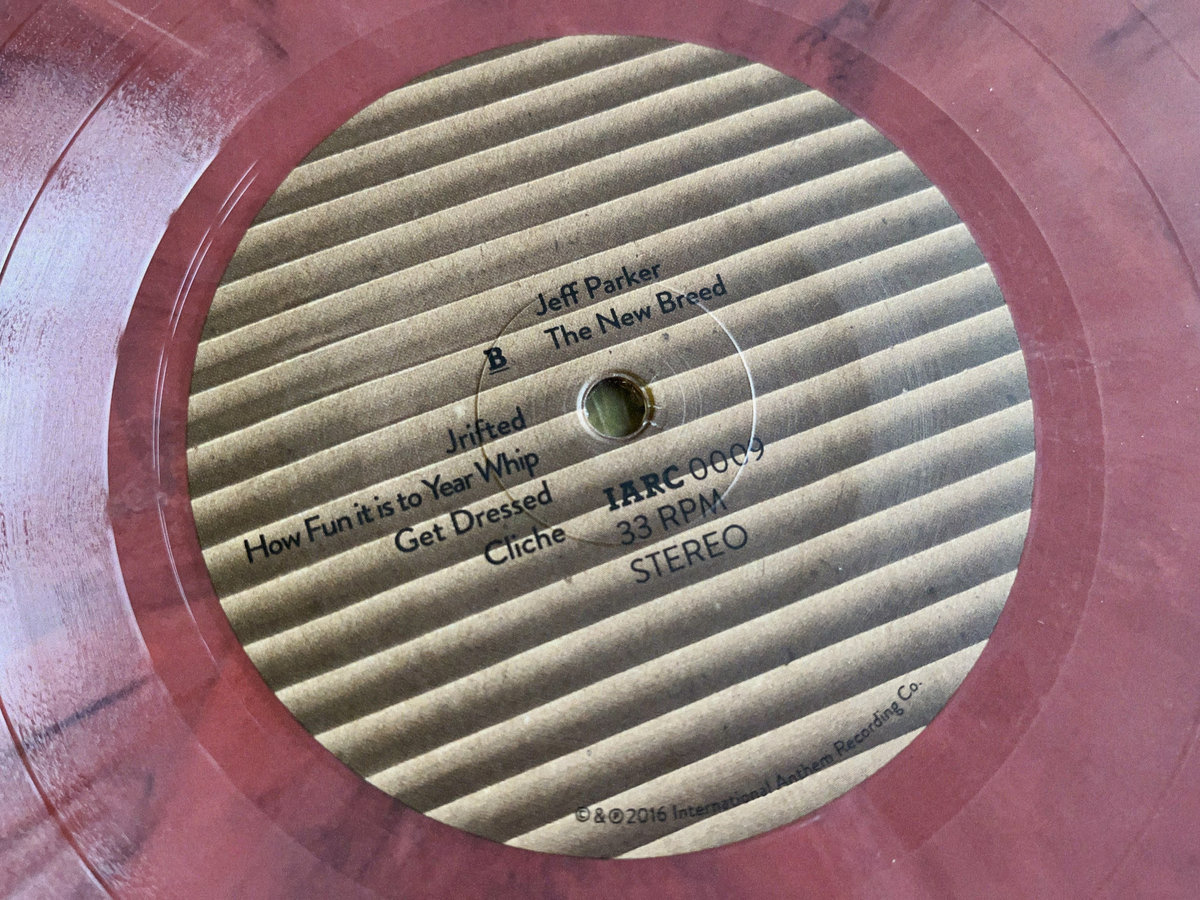 Jeff Parker
The New Breed
B
Jrifted
How Fun it is to Year Whip
Get Dressed
Cliche
IARC 0009
33 RPM
STEREO
©&℗2016 International Anthem Recording Co.